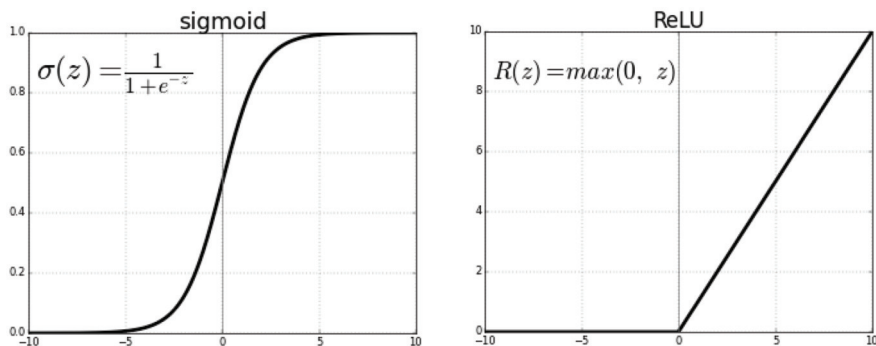 sigmoid
σ(z) = 1 / (1+e^{-z})
1.0
0.8
0.6
0.4
0.2
0.0
−10 −5 0 5 10
ReLU
R(z) = max(0, z)
10
8
6
4
2
0
−10 −5 0 5 10